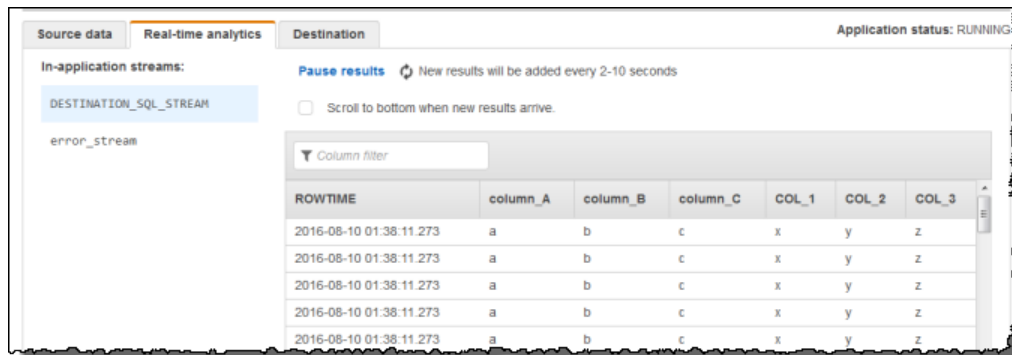 Source data Real-time analytics Destination Application status: RUNNING
In-application streams:
Pause results New results will be added every 2-10 seconds
DESTINATION_SQL_STREAM
Scroll to bottom when new results arrive.
error_stream
Column filter
ROWTIME column_A column_B column_C COL_1 COL_2 COL_3
2016-08-10 01:38:11.273 a b c x y z
2016-08-10 01:38:11.273 a b c x y z
2016-08-10 01:38:11.273 a b c x y z
2016-08-10 01:38:11.273 a b c x y z
2016-08-10 01:38:11.273 a b c x y z